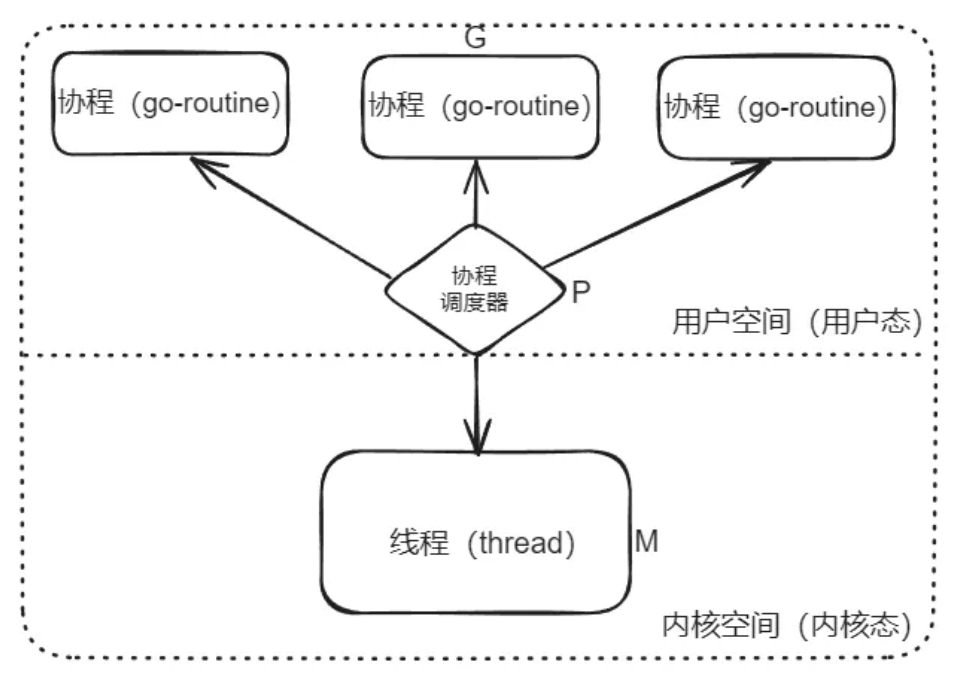 G
协程（go-routine）
协程（go-routine）
协程（go-routine）
协程
调度器
P
用户空间（用户态）
线程（thread）
M
内核空间（内核态）